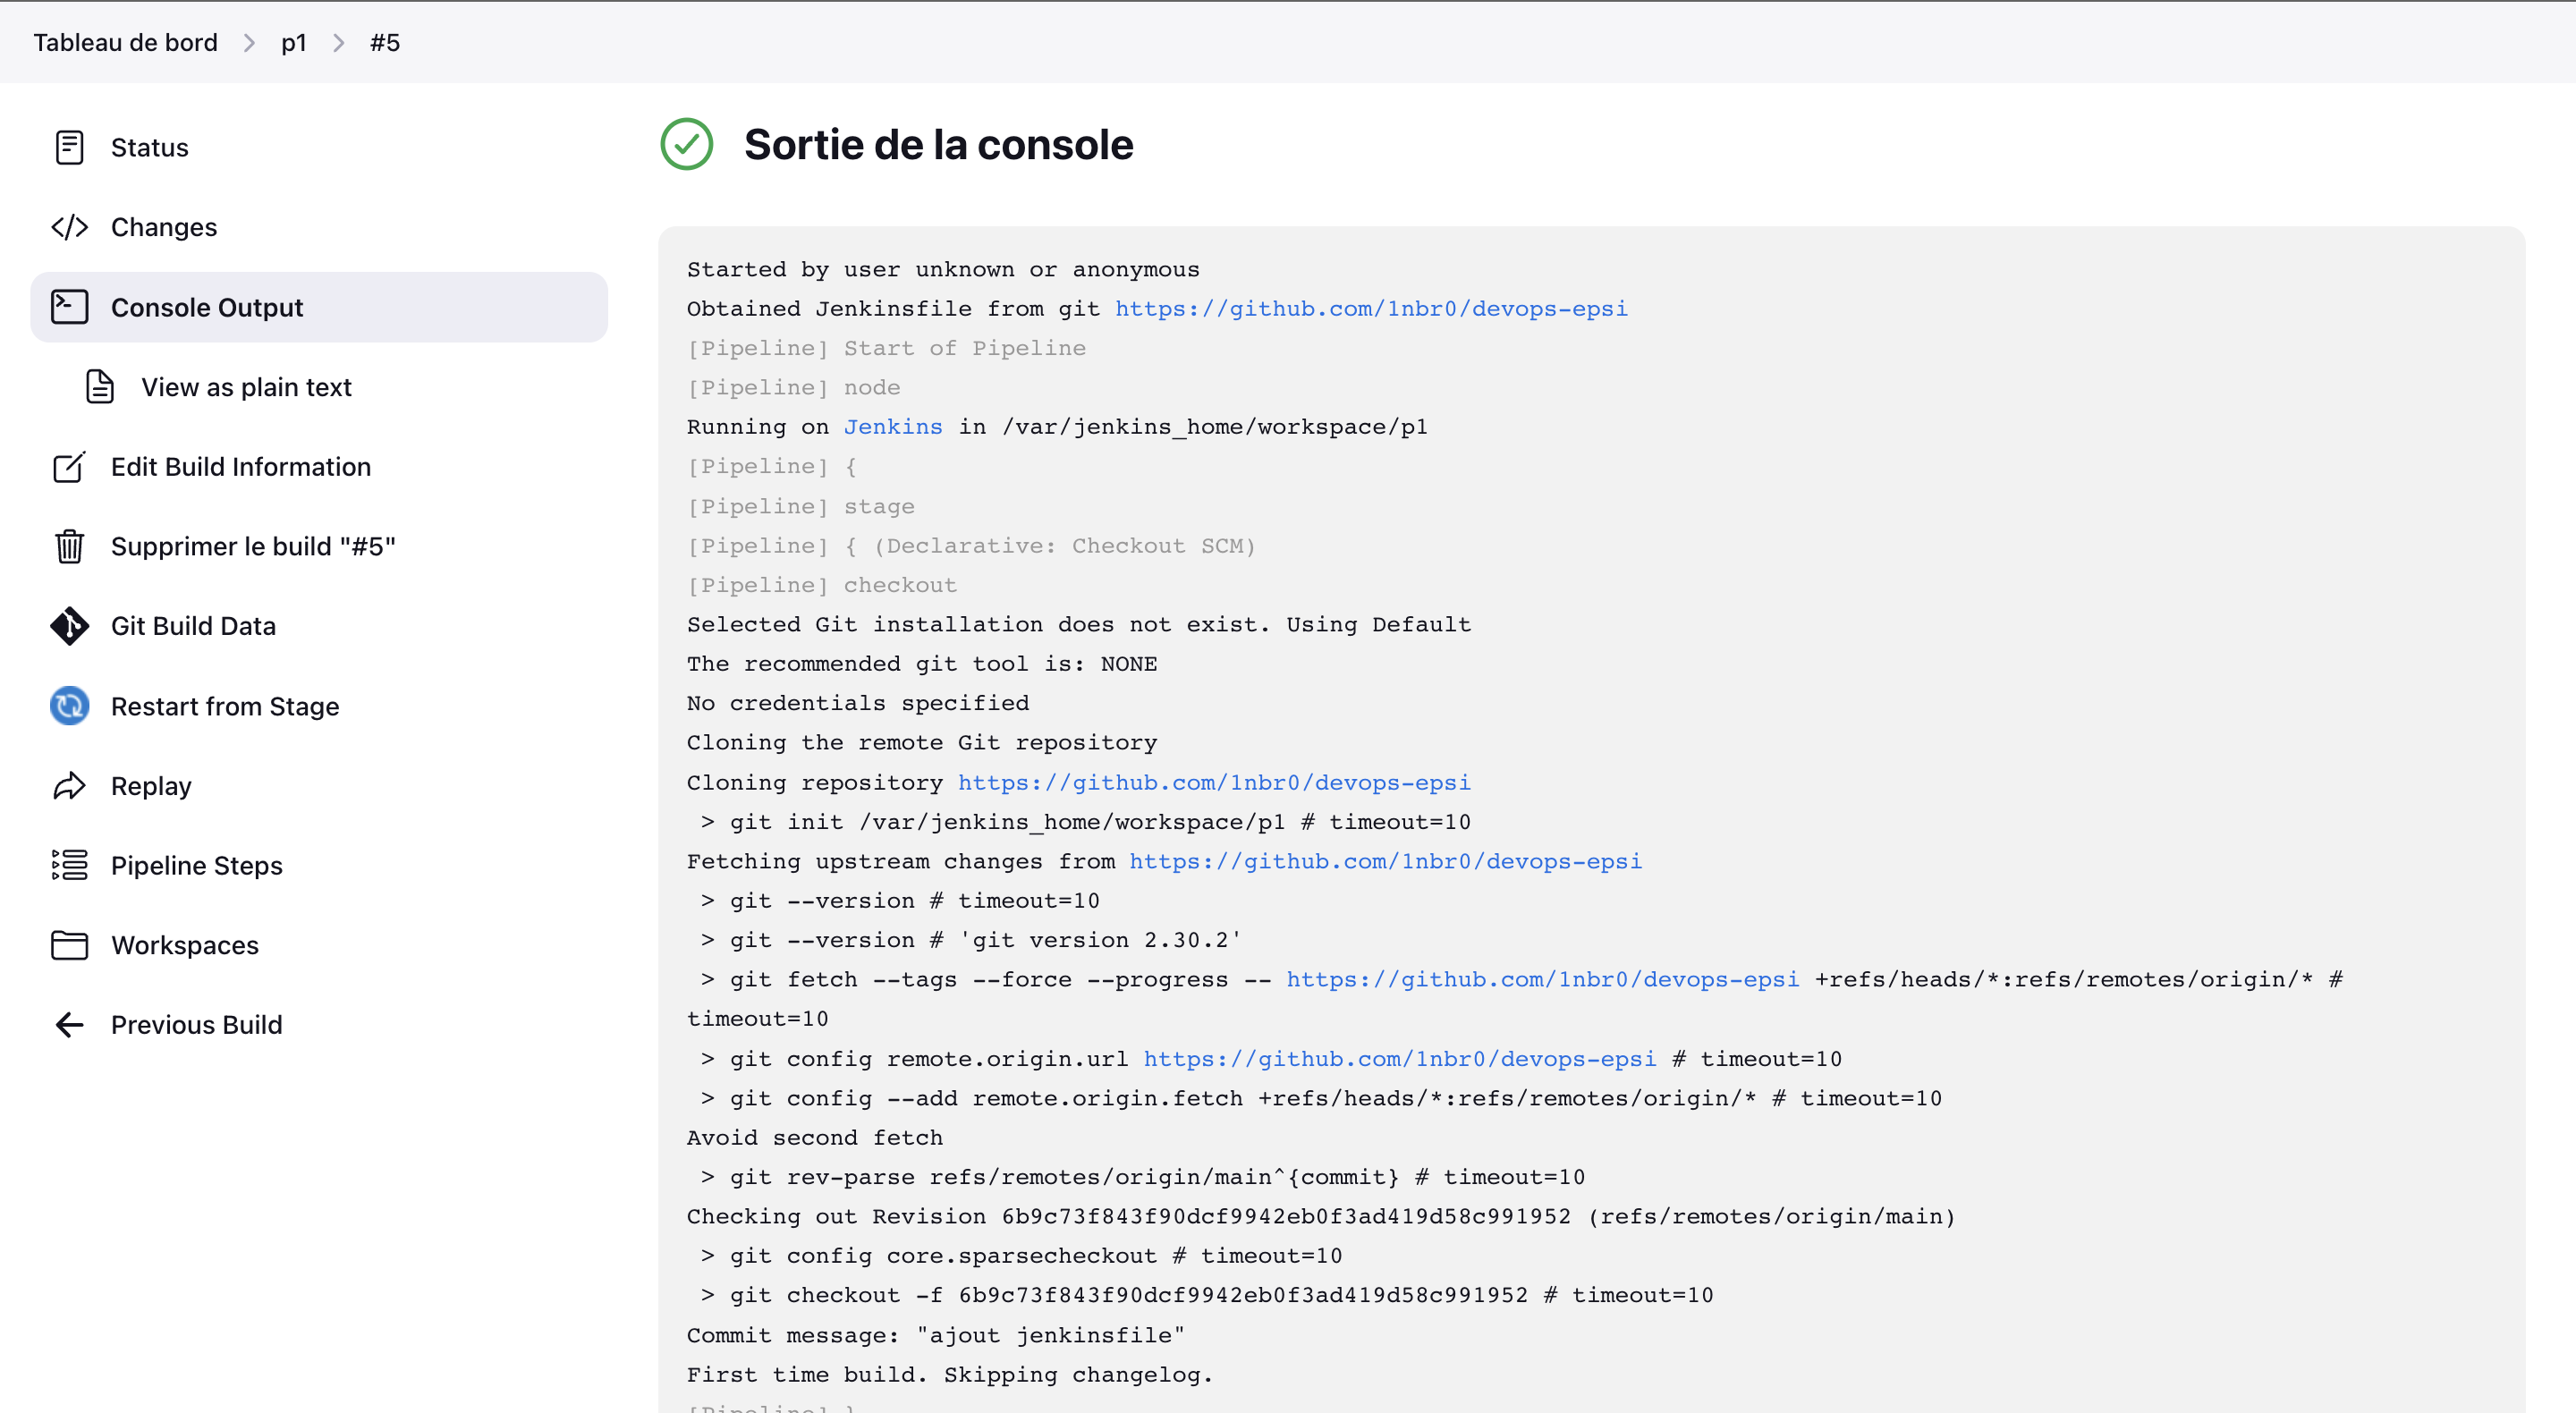 Tableau de bord > p1 > #5
Status
Changes
Console Output
View as plain text
Edit Build Information
Supprimer le build "#5"
Git Build Data
Restart from Stage
Replay
Pipeline Steps
Workspaces
Previous Build
Sortie de la console
Started by user unknown or anonymous
Obtained Jenkinsfile from git https://github.com/1nbr0/devops-epsi
[Pipeline] Start of Pipeline
[Pipeline] node
Running on Jenkins in /var/jenkins_home/workspace/p1
[Pipeline] {
[Pipeline] stage
[Pipeline] { (Declarative: Checkout SCM)
[Pipeline] checkout
Selected Git installation does not exist. Using Default
The recommended git tool is: NONE
No credentials specified
Cloning the remote Git repository
Cloning repository https://github.com/1nbr0/devops-epsi
 > git init /var/jenkins_home/workspace/p1 # timeout=10
Fetching upstream changes from https://github.com/1nbr0/devops-epsi
 > git --version # timeout=10
 > git --version # 'git version 2.30.2'
 > git fetch --tags --force --progress -- https://github.com/1nbr0/devops-epsi +refs/heads/*:refs/remotes/origin/* #
timeout=10
 > git config remote.origin.url https://github.com/1nbr0/devops-epsi # timeout=10
 > git config --add remote.origin.fetch +refs/heads/*:refs/remotes/origin/* # timeout=10
Avoid second fetch
 > git rev-parse refs/remotes/origin/main^{commit} # timeout=10
Checking out Revision 6b9c73f843f90dcf9942eb0f3ad419d58c991952 (refs/remotes/origin/main)
 > git config core.sparsecheckout # timeout=10
 > git checkout -f 6b9c73f843f90dcf9942eb0f3ad419d58c991952 # timeout=10
Commit message: "ajout jenkinsfile"
First time build. Skipping changelog.
[Pipeline] }